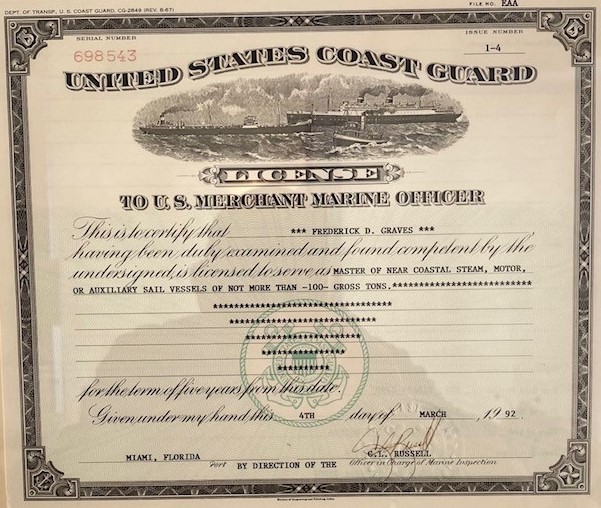 DEPT. OF TRANSP., U. S. COAST GUARD, CG-2849 (REV. 8-67)
FILE NO. EAA
SERIAL NUMBER
698543
ISSUE NUMBER
1-4
UNITED STATES COAST GUARD
LICENSE
TO U.S. MERCHANT MARINE OFFICER
This is to certify that *** FREDERICK D. GRAVES ***
having been duly examined and found competent by the
undersigned, is licensed to serve as MASTER OF NEAR COASTAL STEAM, MOTOR,
OR AUXILIARY SAIL VESSELS OF NOT MORE THAN -100- GROSS TONS.**************************
*********************************
**********************
****************
************
**********
for the term of five years from this date.
Given under my hand this 4TH day of MARCH, 19 92.
C.L. RUSSELL
MIAMI, FLORIDA
Port BY DIRECTION OF THE Officer in Charge of Marine Inspection